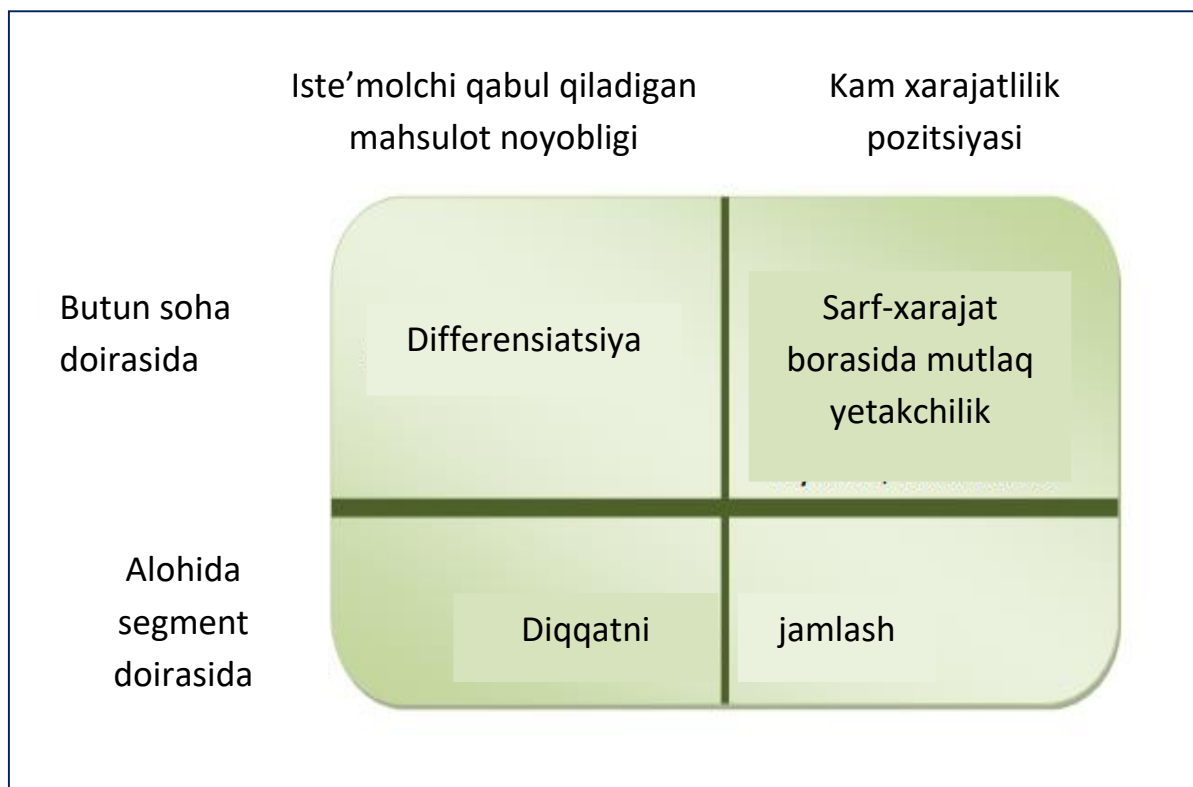 Iste’molchi qabul qiladigan
mahsulot noyobligi
Kam xarajatlilik
pozitsiyasi
Butun soha
doirasida
Differensiatsiya
Sarf-xarajat
borasida mutlaq
yetakchilik
Alohida
segment
doirasida
Diqqatni
jamlash